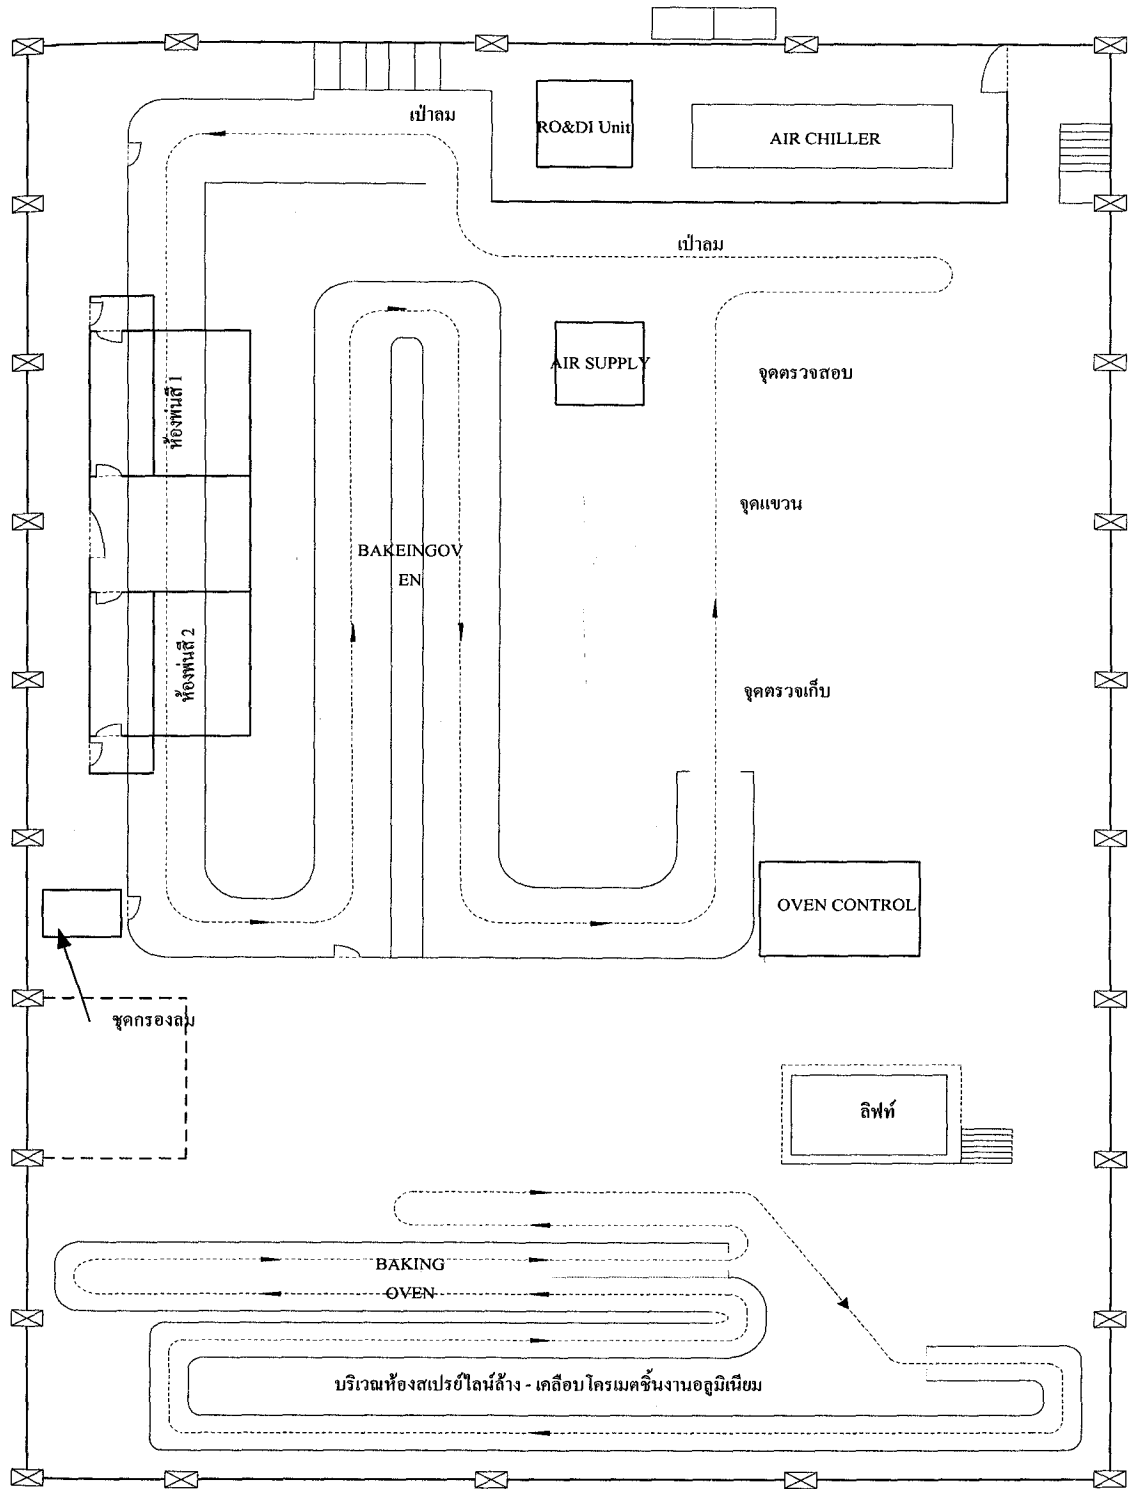 เป่าลม
RO&DI Unit
AIR CHILLER
เป่าลม
AIR SUPPLY
จุดตรวจสอบ
ห้องพ่นสี 1
จุดแขวน
BAKEINGOV
EN
ห้องพ่นสี 2
จุดตรวจเก็บ
OVEN CONTROL
ชุดกรองลม
ลิฟท์
BAKING
OVEN
บริเวณห้องสเปรย์ไลน์ล้าง - เคลือบโครเมตชิ้นงานอลูมิเนียม